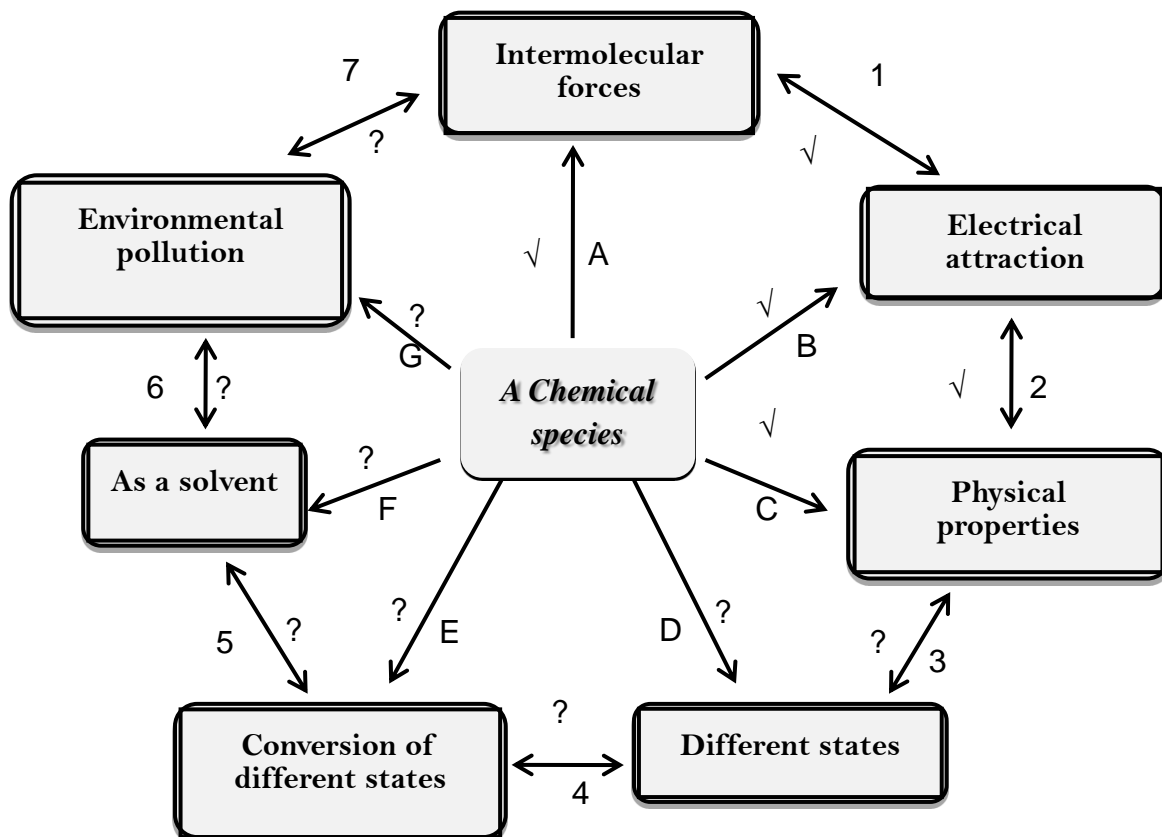 Intermolecular
forces
7
1
?
√
Environmental
pollution
Electrical
attraction
√
A
√
B
?
G
6
?
A Chemical
species
√
√
2
As a solvent
?
F
C
Physical
properties
5
?
?
E
D
?
?
3
Conversion of
different states
?
4
Different states